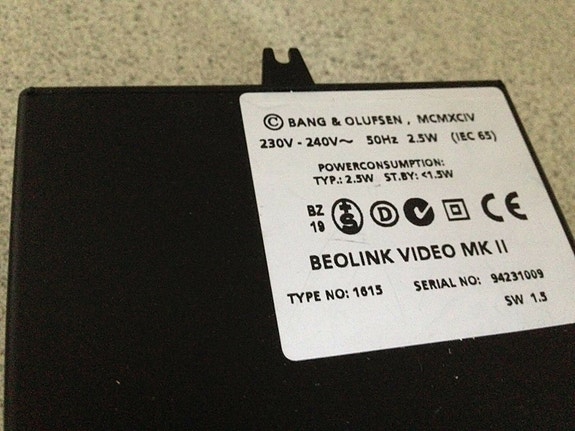 © BANG & OLUFSEN , MCMXCIV
230V - 240V~ 50Hz 2.5W (IEC 65)
POWERCONSUMPTION:
TYP.: 2.5W ST.BY: <1.5W
BZ
19
D
CE
BEOLINK VIDEO MK II
TYPE NO: 1615 SERIAL NO: 94231009
SW 1.5